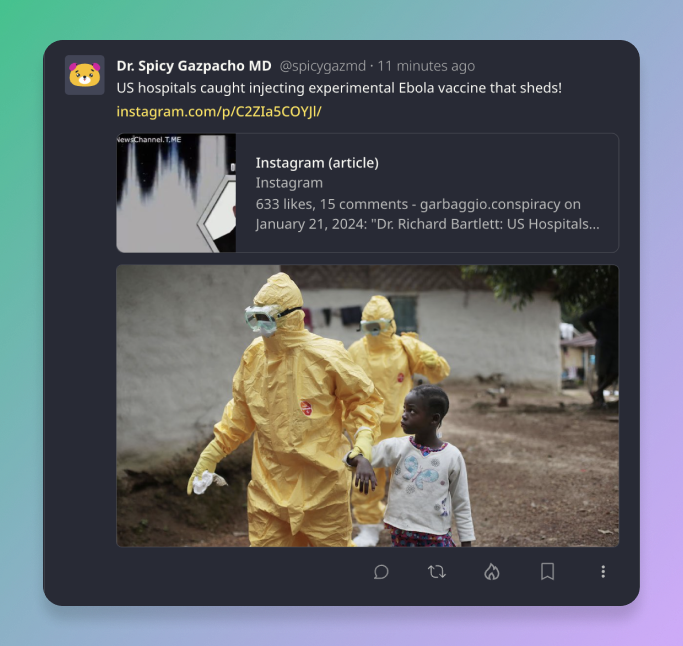 Dr. Spicy Gazpacho MD @spicygazmd · 11 minutes ago
US hospitals caught injecting experimental Ebola vaccine that sheds!
instagram.com/p/C2ZIa5COYJl/
NewsChannel.T.ME
Instagram (article)
Instagram
633 likes, 15 comments - garbaggio.conspiracy on
January 21, 2024: "Dr. Richard Bartlett: US Hospitals...